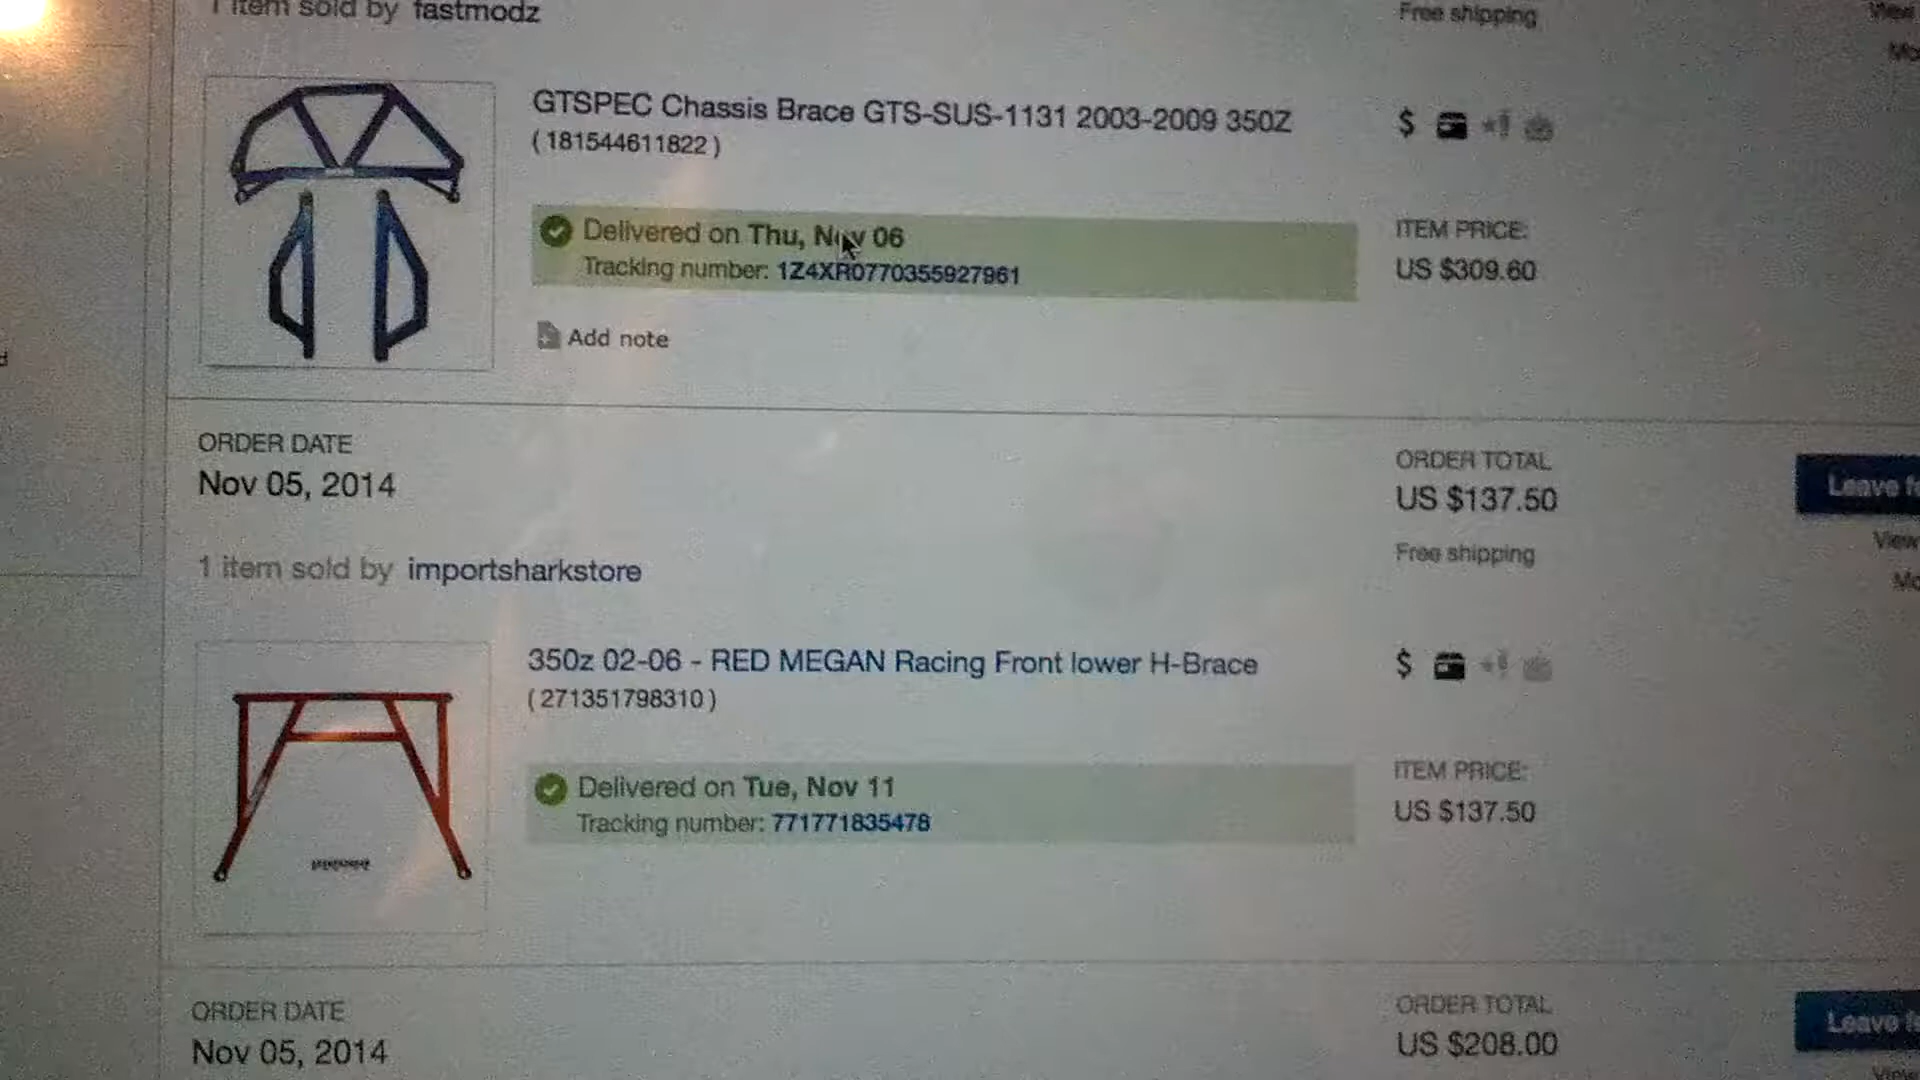 1 item sold by fastmodz
Free shipping
GTSPEC Chassis Brace GTS-SUS-1131 2003-2009 350Z
(181544611822)
$
Delivered on Thu, Nov 06
Tracking number: 1Z4XR0770355927961
ITEM PRICE:
US $309.60
Add note
ORDER DATE
Nov 05, 2014
ORDER TOTAL
US $137.50
Leave
Free shipping
View
1 item sold by importsharkstore
350z 02-06 - RED MEGAN Racing Front lower H-Brace
(271351798310)
$
Delivered on Tue, Nov 11
Tracking number: 771771835478
ITEM PRICE:
US $137.50
ORDER DATE
Nov 05, 2014
ORDER TOTAL
US $208.00
Leave